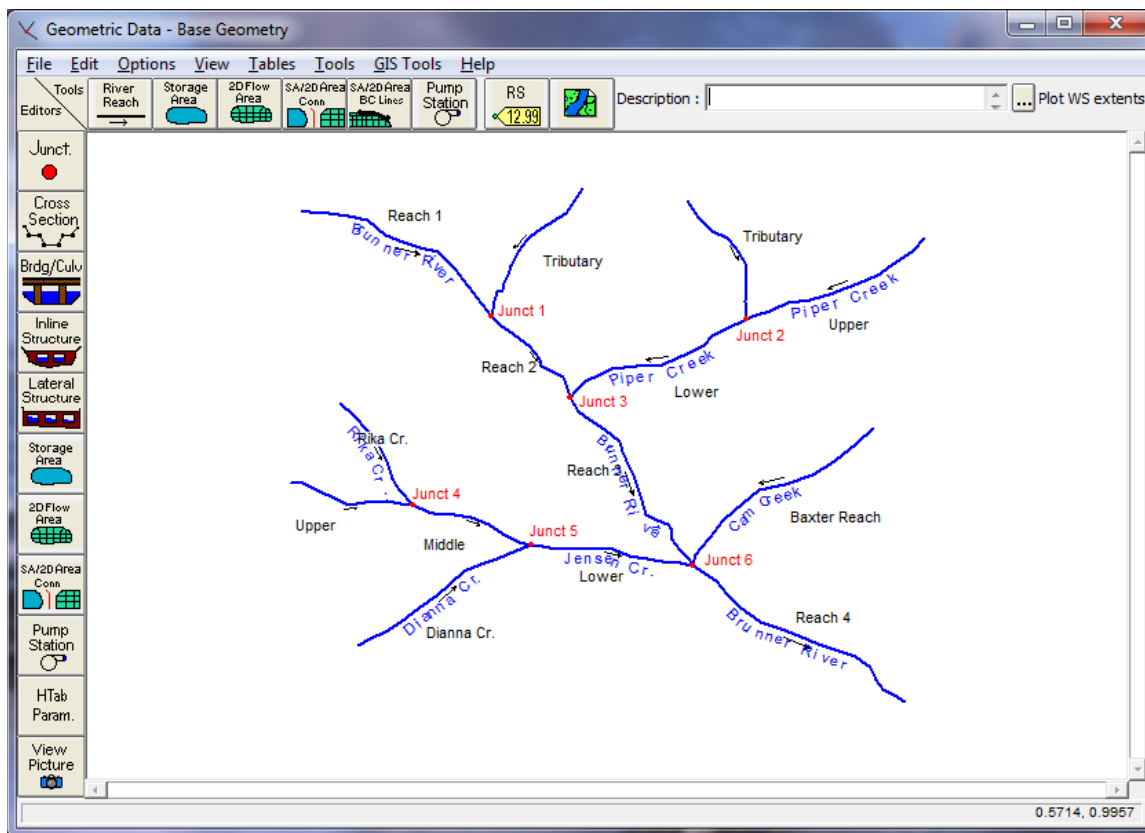 Geometric Data - Base Geometry
File Edit Options View Tables Tools GIS Tools Help
Tools
Editors
River
Reach
Storage
Area
2D Flow
Area
SA/2D Area
Conn
SA/2D Area
BC Lines
Pump
Station
RS
12.99
Description :
...
Plot WS extents
Junct.
Cross
Section
Brdg/Culv
Inline
Structure
Lateral
Structure
Storage
Area
2D Flow
Area
SA/2D Area
Conn
Pump
Station
HTab
Param.
View
Picture
Reach 1
Brunner River
Tributary
Tributary
Piper Creek
Upper
Junct 1
Junct 2
Reach 2
Piper Creek
Lower
Junct 3
Rika Cr.
Rika Cr.
Brunner River
Reach 3
Junct 4
Upper
Middle
Junct 5
Baxter Reach
Jensen Cr.
Lower
Junct 6
Dianna Cr.
Dianna Cr.
Reach 4
Brunner River
0.5714, 0.9957